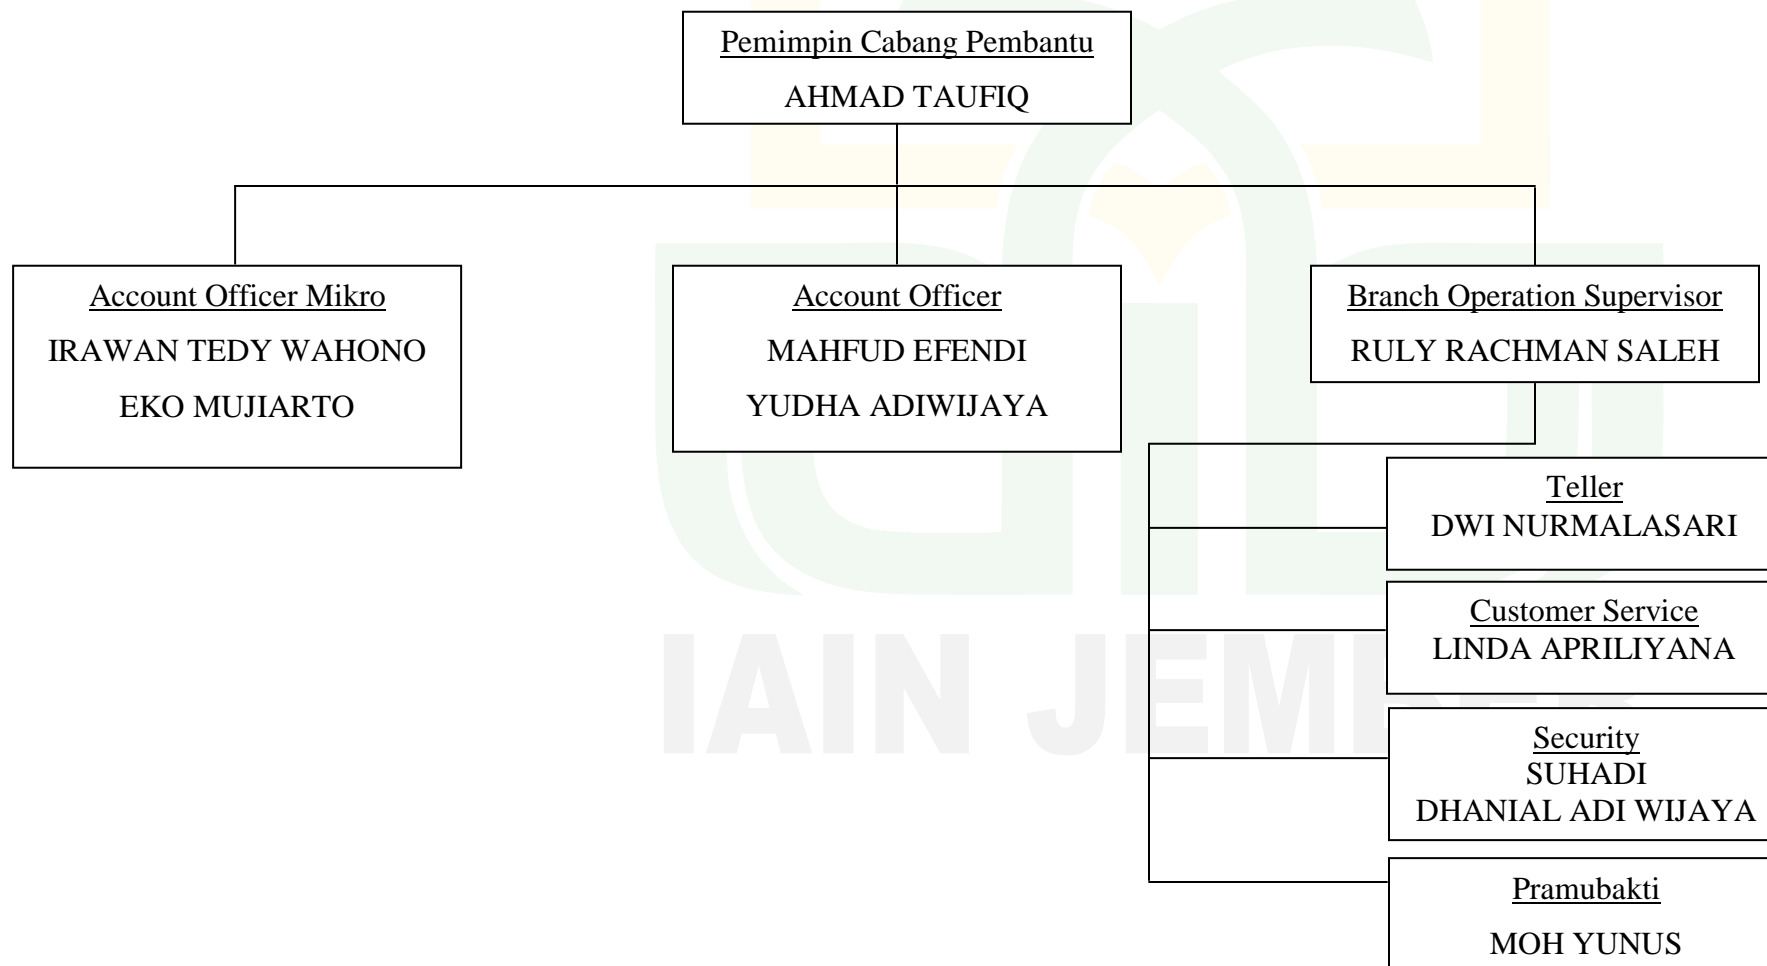 Pemimpin Cabang Pembantu
AHMAD TAUFIQ
Account Officer Mikro
IRAWAN TEDY WAHONO
EKO MUJIARTO
Account Officer
MAHFUD EFENDI
YUDHA ADIWIJAYA
Branch Operation Supervisor
RULY RACHMAN SALEH
Teller
DWI NURMALASARI
Customer Service
LINDA APRILIYANA
Security
SUHADI
DHANIAL ADI WIJAYA
Pramubakti
MOH YUNUS
IAIN JEMBER